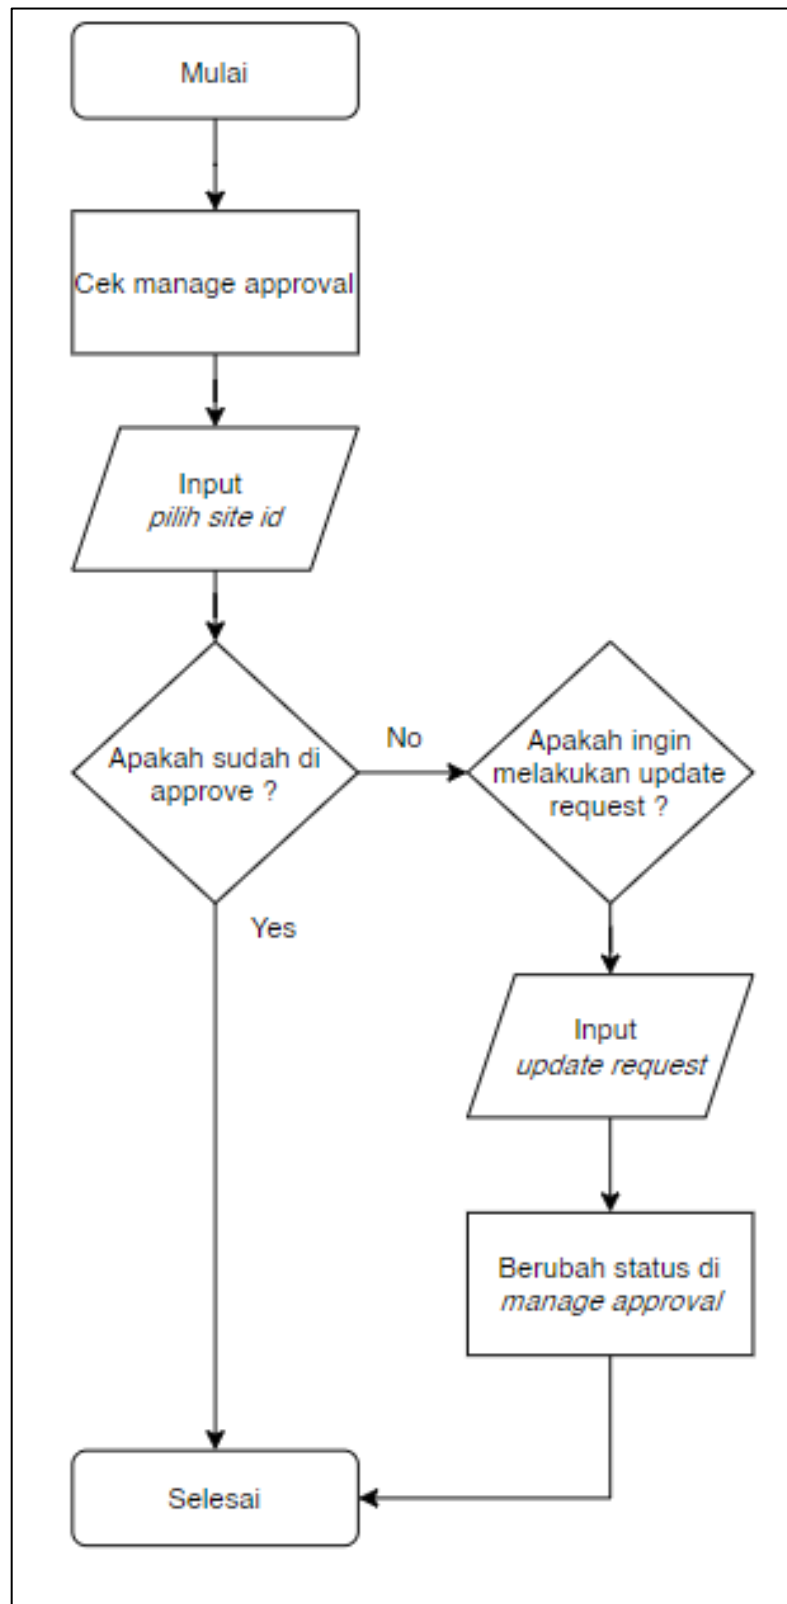 Mulai
Cek manage approval
Input
pilih site id
Apakah sudah di
approve ?
No
Apakah ingin
melakukan update
request ?
Yes
Input
update request
Berubah status di
manage approval
Selesai